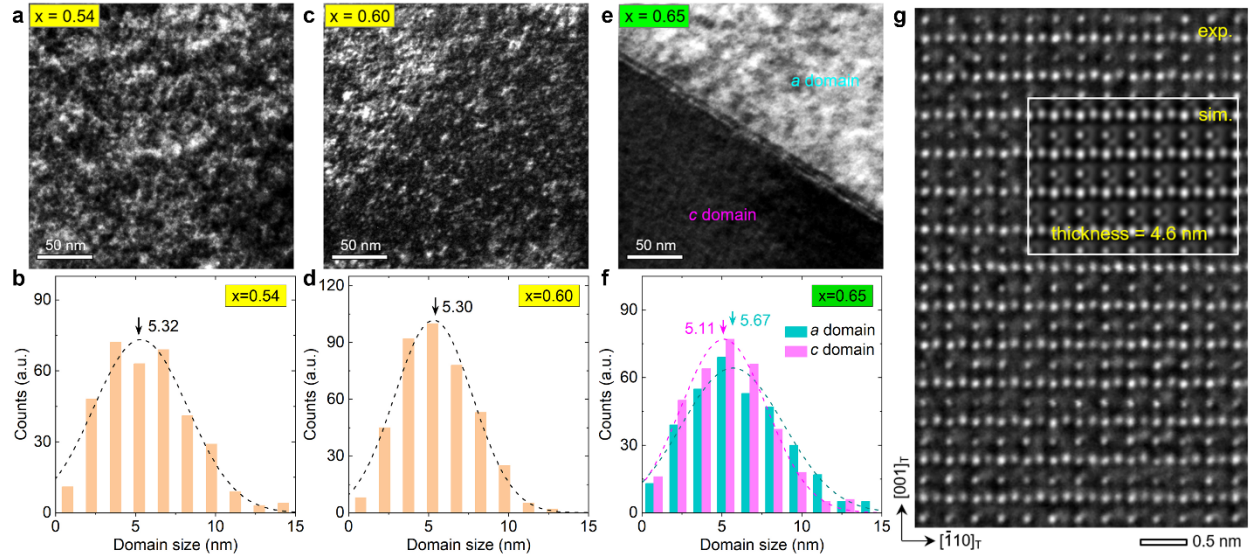 a
x = 0.54
50 nm
c
x = 0.60
50 nm
e
x = 0.65
a domain
c domain
50 nm
g
exp.
sim.
thickness = 4.6 nm
[001]T
[1̄10]T
0.5 nm
b
x=0.54
5.32
Counts (a.u.)
90
60
30
0
0 5 10 15
Domain size (nm)
d
x=0.60
5.30
Counts (a.u.)
120
90
60
30
0
0 5 10 15
Domain size (nm)
f
x=0.65
5.11
5.67
a domain
c domain
Counts (a.u.)
90
60
30
0
0 5 10 15
Domain size (nm)